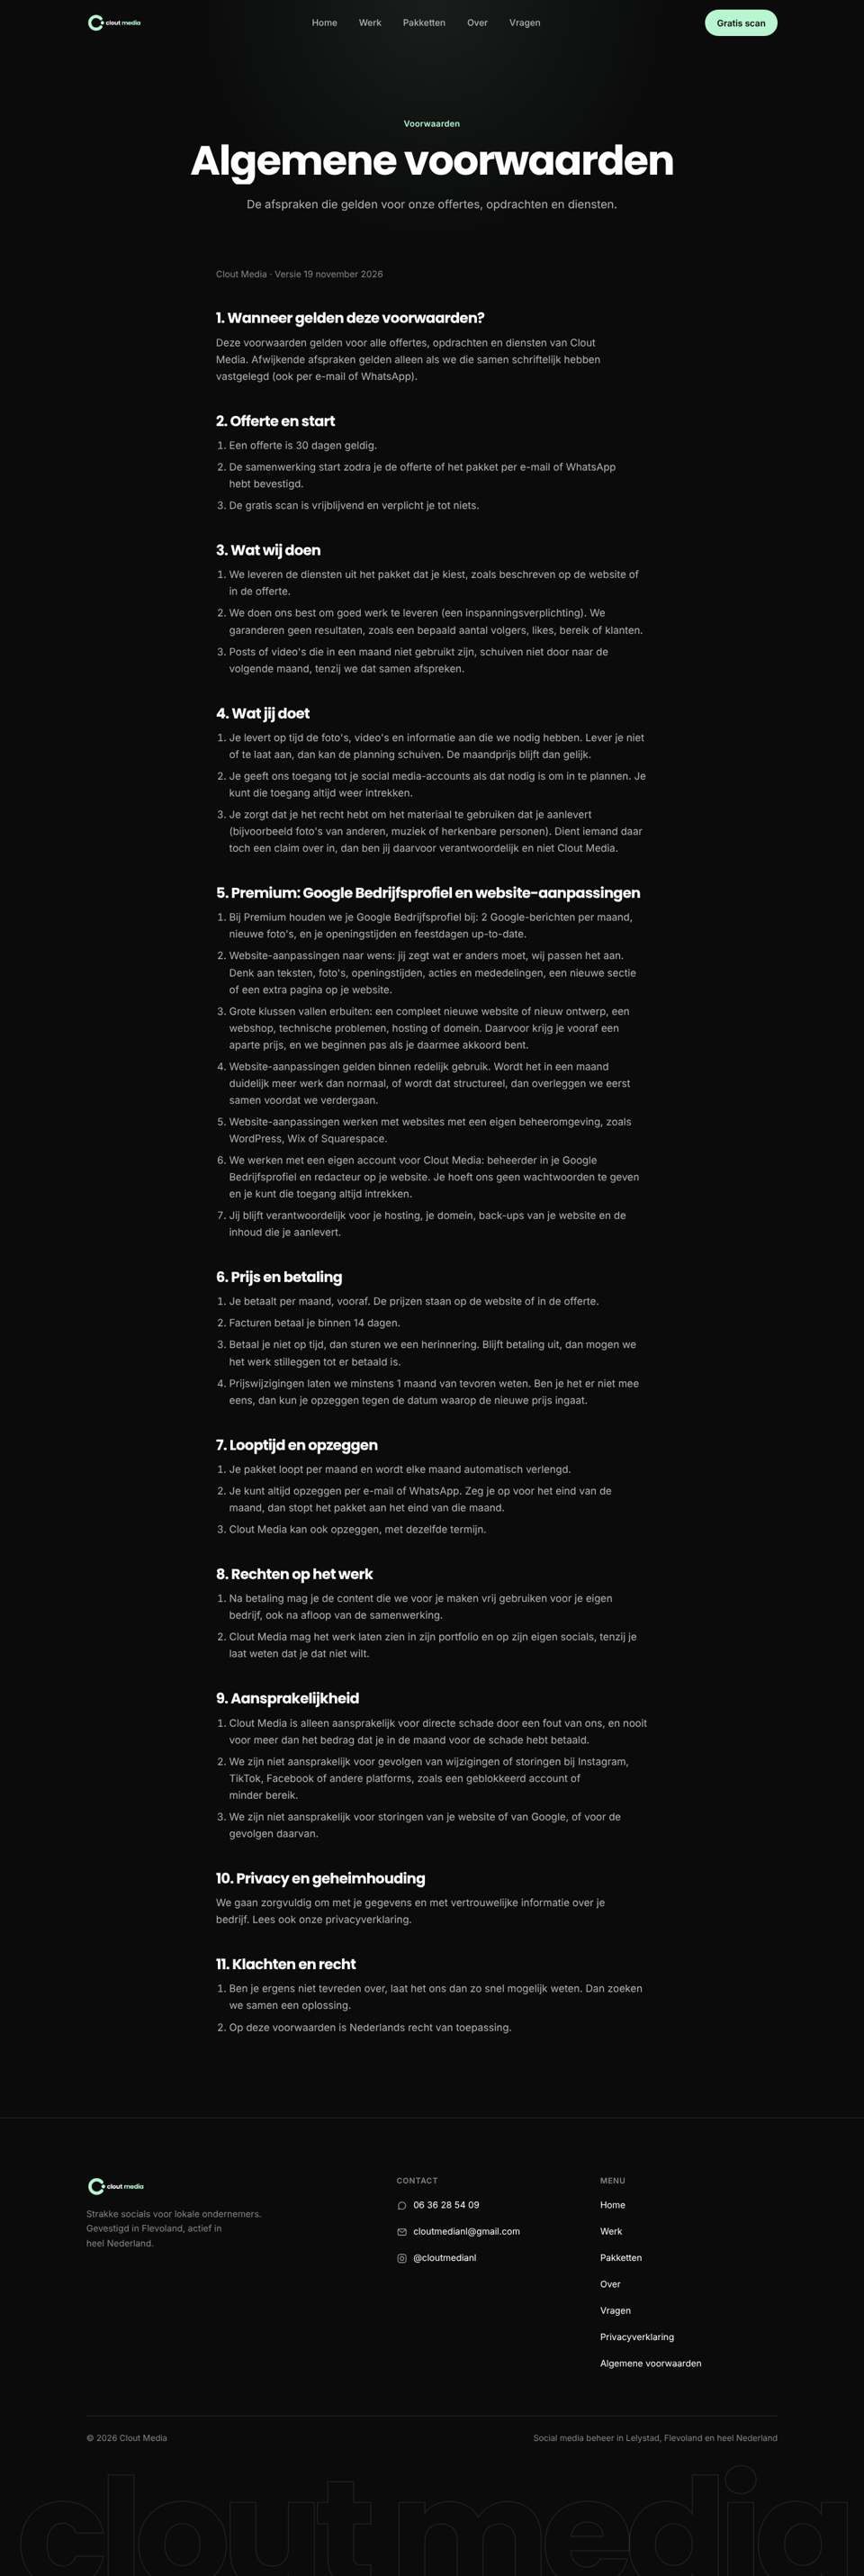 clout media
Home
Werk
Pakketten
Over
Vragen
Gratis scan
Voorwaarden
Algemene voorwaarden
De afspraken die gelden voor onze offertes, opdrachten en diensten.
Clout Media · Versie 19 november 2026
1. Wanneer gelden deze voorwaarden?
Deze voorwaarden gelden voor alle offertes, opdrachten en diensten van Clout
Media. Afwijkende afspraken gelden alleen als we die samen schriftelijk hebben
vastgelegd (ook per e-mail of WhatsApp).
2. Offerte en start
1. Een offerte is 30 dagen geldig.
2. De samenwerking start zodra je de offerte of het pakket per e-mail of WhatsApp
hebt bevestigd.
3. De gratis scan is vrijblijvend en verplicht je tot niets.
3. Wat wij doen
1. We leveren de diensten uit het pakket dat je kiest, zoals beschreven op de website of
in de offerte.
2. We doen ons best om goed werk te leveren (een inspanningsverplichting). We
garanderen geen resultaten, zoals een bepaald aantal volgers, likes, bereik of klanten.
3. Posts of video's die in een maand niet gebruikt zijn, schuiven niet door naar de
volgende maand, tenzij we dat samen afspreken.
4. Wat jij doet
1. Je levert op tijd de foto's, video's en informatie aan die we nodig hebben. Lever je niet
of te laat aan, dan kan de planning schuiven. De maandprijs blijft dan gelijk.
2. Je geeft ons toegang tot je social media-accounts als dat nodig is om in te plannen. Je
kunt die toegang altijd weer intrekken.
3. Je zorgt dat je het recht hebt om het materiaal te gebruiken dat je aanlevert
(bijvoorbeeld foto's van anderen, muziek of herkenbare personen). Dient iemand daar
toch een claim over in, dan ben jij daarvoor verantwoordelijk en niet Clout Media.
5. Premium: Google Bedrijfsprofiel en website-aanpassingen
1. Bij Premium houden we je Google Bedrijfsprofiel bij: 2 Google-berichten per maand,
nieuwe foto's, en je openingstijden en feestdagen up-to-date.
2. Website-aanpassingen naar wens: jij zegt wat er anders moet, wij passen het aan.
Denk aan teksten, foto's, openingstijden, acties en mededelingen, een nieuwe sectie
of een extra pagina op je website.
3. Grote klussen vallen erbuiten: een compleet nieuwe website of nieuw ontwerp, een
webshop, technische problemen, hosting of domein. Daarvoor krijg je vooraf een
aparte prijs, en we beginnen pas als je daarmee akkoord bent.
4. Website-aanpassingen gelden binnen redelijk gebruik. Wordt het in een maand
duidelijk meer werk dan normaal, of wordt dat structureel, dan overleggen we eerst
samen voordat we verdergaan.
5. Website-aanpassingen werken met websites met een eigen beheeromgeving, zoals
WordPress, Wix of Squarespace.
6. We werken met een eigen account voor Clout Media: beheerder in je Google
Bedrijfsprofiel en redacteur op je website. Je hoeft ons geen wachtwoorden te geven
en je kunt die toegang altijd intrekken.
7. Jij blijft verantwoordelijk voor je hosting, je domein, back-ups van je website en de
inhoud die je aanlevert.
6. Prijs en betaling
1. Je betaalt per maand, vooraf. De prijzen staan op de website of in de offerte.
2. Facturen betaal je binnen 14 dagen.
3. Betaal je niet op tijd, dan sturen we een herinnering. Blijft betaling uit, dan mogen we
het werk stilleggen tot er betaald is.
4. Prijswijzigingen laten we minstens 1 maand van tevoren weten. Ben je het er niet mee
eens, dan kun je opzeggen tegen de datum waarop de nieuwe prijs ingaat.
7. Looptijd en opzeggen
1. Je pakket loopt per maand en wordt elke maand automatisch verlengd.
2. Je kunt altijd opzeggen per e-mail of WhatsApp. Zeg je op voor het eind van de
maand, dan stopt het pakket aan het eind van die maand.
3. Clout Media kan ook opzeggen, met dezelfde termijn.
8. Rechten op het werk
1. Na betaling mag je de content die we voor je maken vrij gebruiken voor je eigen
bedrijf, ook na afloop van de samenwerking.
2. Clout Media mag het werk laten zien in zijn portfolio en op zijn eigen socials, tenzij je
laat weten dat je dat niet wilt.
9. Aansprakelijkheid
1. Clout Media is alleen aansprakelijk voor directe schade door een fout van ons, en nooit
voor meer dan het bedrag dat je in de maand voor de schade hebt betaald.
2. We zijn niet aansprakelijk voor gevolgen van wijzigingen of storingen bij Instagram,
TikTok, Facebook of andere platforms, zoals een geblokkeerd account of
minder bereik.
3. We zijn niet aansprakelijk voor storingen van je website of van Google, of voor de
gevolgen daarvan.
10. Privacy en geheimhouding
We gaan zorgvuldig om met je gegevens en met vertrouwelijke informatie over je
bedrijf. Lees ook onze privacyverklaring.
11. Klachten en recht
1. Ben je ergens niet tevreden over, laat het ons dan zo snel mogelijk weten. Dan zoeken
we samen een oplossing.
2. Op deze voorwaarden is Nederlands recht van toepassing.
clout media
Strakke socials voor lokale ondernemers.
Gevestigd in Flevoland, actief in
heel Nederland.
CONTACT
06 36 28 54 09
cloutmedianl@gmail.com
@cloutmedianl
MENU
Home
Werk
Pakketten
Over
Vragen
Privacyverklaring
Algemene voorwaarden
© 2026 Clout Media
Social media beheer in Lelystad, Flevoland en heel Nederland
clout media